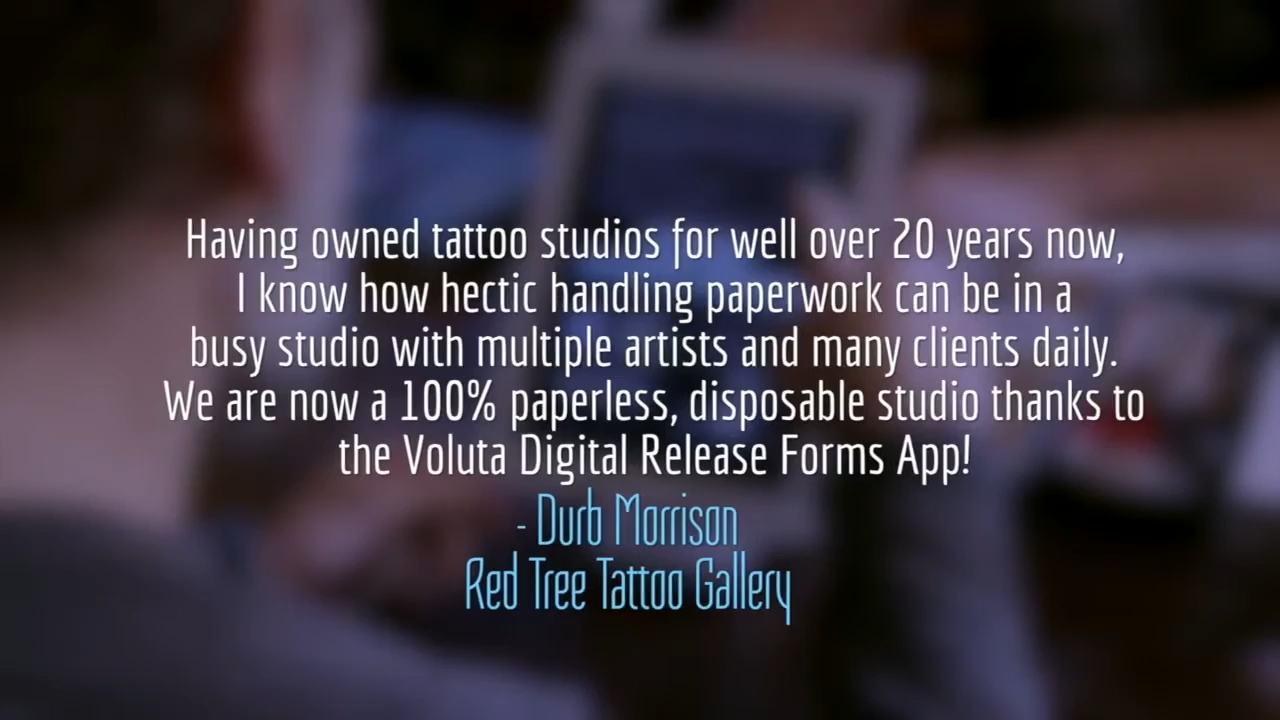 Having owned tattoo studios for well over 20 years now,
I know how hectic handling paperwork can be in a
busy studio with multiple artists and many clients daily.
We are now a 100% paperless, disposable studio thanks to
the Voluta Digital Release Forms App!
- Durb Morrison
Red Tree Tattoo Gallery